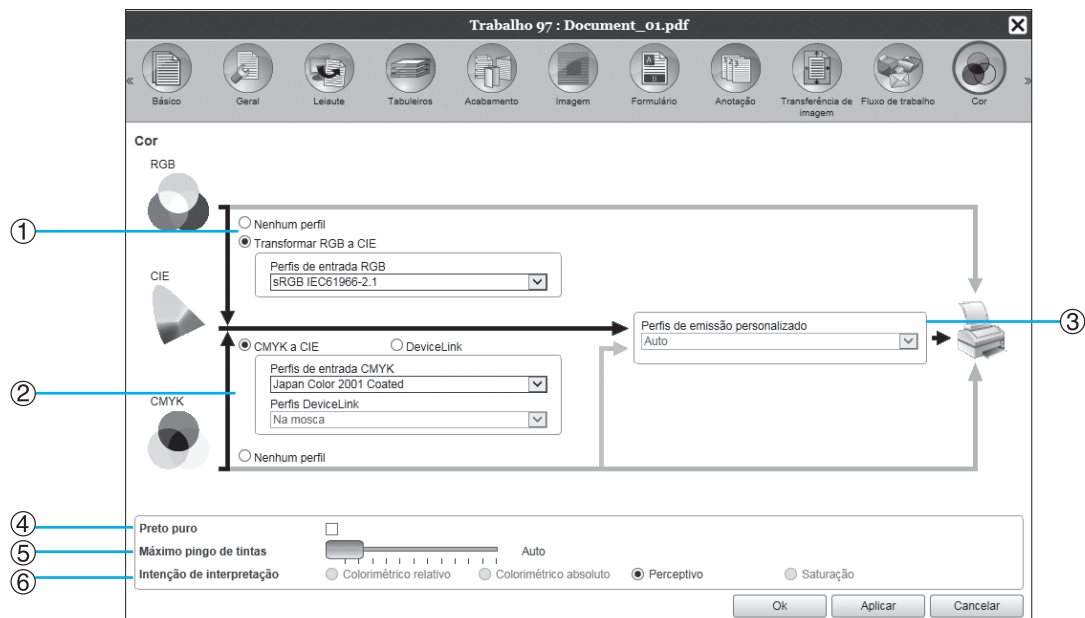 Trabalho 97 : Document_01.pdf
«
Básico
Geral
Leiaute
Tabuleiros
Acabamento
Imagem
Formulário
Anotação
Transferência de
imagem
Fluxo de trabalho
Cor
»
Cor
RGB
①
Nenhum perfil
Transformar RGB a CIE
Perfis de entrada RGB
sRGB IEC61966-2.1
CIE
Perfis de emissão personalizado
Auto
③
CMYK a CIE
DeviceLink
Perfis de entrada CMYK
Japan Color 2001 Coated
②
CMYK
Perfis DeviceLink
Na mosca
Nenhum perfil
④
Preto puro
⑤
Máximo pingo de tintas
Auto
⑥
Intenção de interpretação
Colorimétrico relativo
Colorimétrico absoluto
Perceptivo
Saturação
Ok
Aplicar
Cancelar